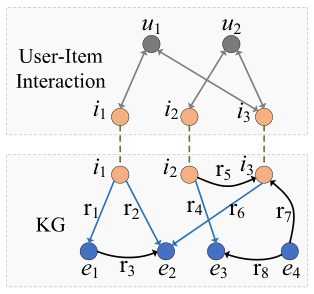 u1 u2
User-Item
Interaction
i1 i2 i3
i1 i2 i3
r5
r1 r2 r4 r6 r7
KG
e1 r3 e2 e3 r8 e4